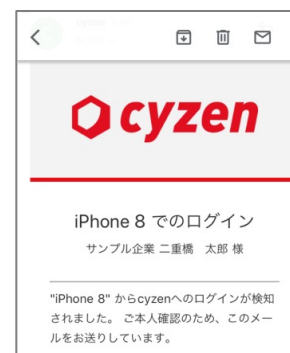 cyzen
iPhone 8 でのログイン
サンプル企業 二重橋　太郎 様
"iPhone 8" からcyzenへのログインが検知
されました。 ご本人確認のため、このメー
ルをお送りしています。